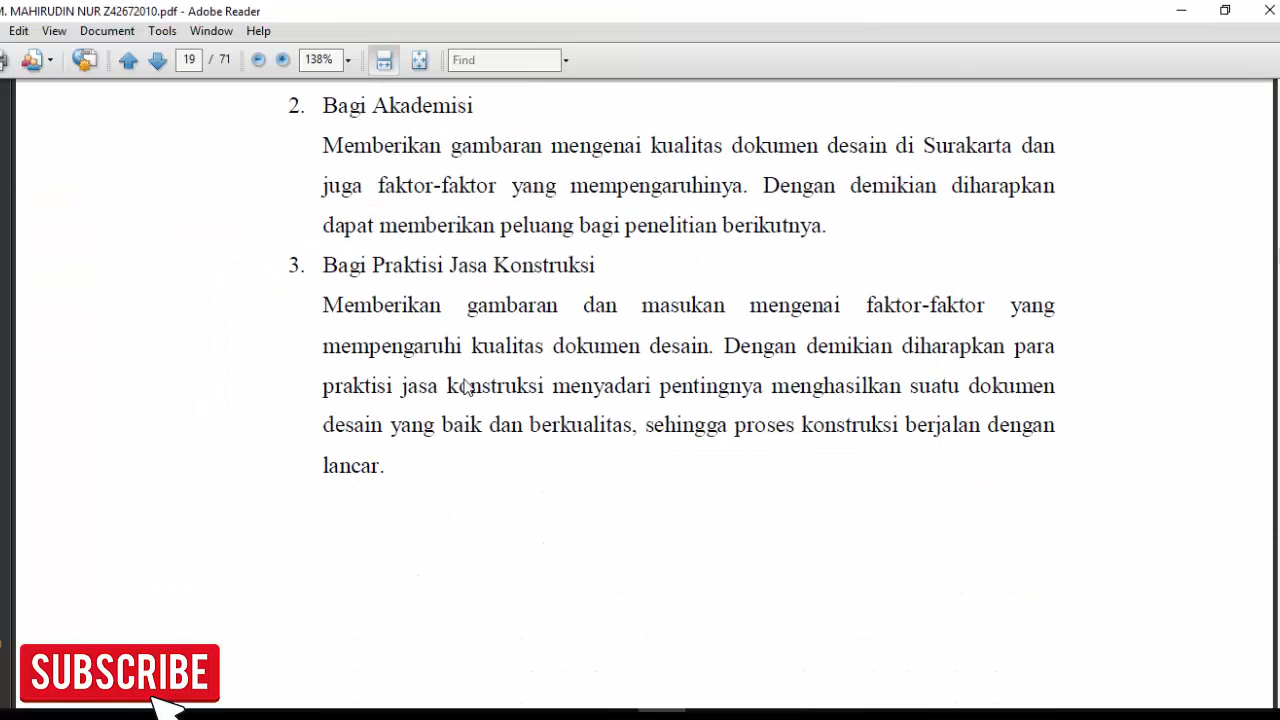 M. MAHIRUDIN NUR Z42672010.pdf - Adobe Reader
Edit View Document Tools Window Help
19 / 71 138% Find
2. Bagi Akademisi
Memberikan gambaran mengenai kualitas dokumen desain di Surakarta dan
juga faktor-faktor yang mempengaruhinya. Dengan demikian diharapkan
dapat memberikan peluang bagi penelitian berikutnya.
3. Bagi Praktisi Jasa Konstruksi
Memberikan gambaran dan masukan mengenai faktor-faktor yang
mempengaruhi kualitas dokumen desain. Dengan demikian diharapkan para
praktisi jasa konstruksi menyadari pentingnya menghasilkan suatu dokumen
desain yang baik dan berkualitas, sehingga proses konstruksi berjalan dengan
lancar.
SUBSCRIBE